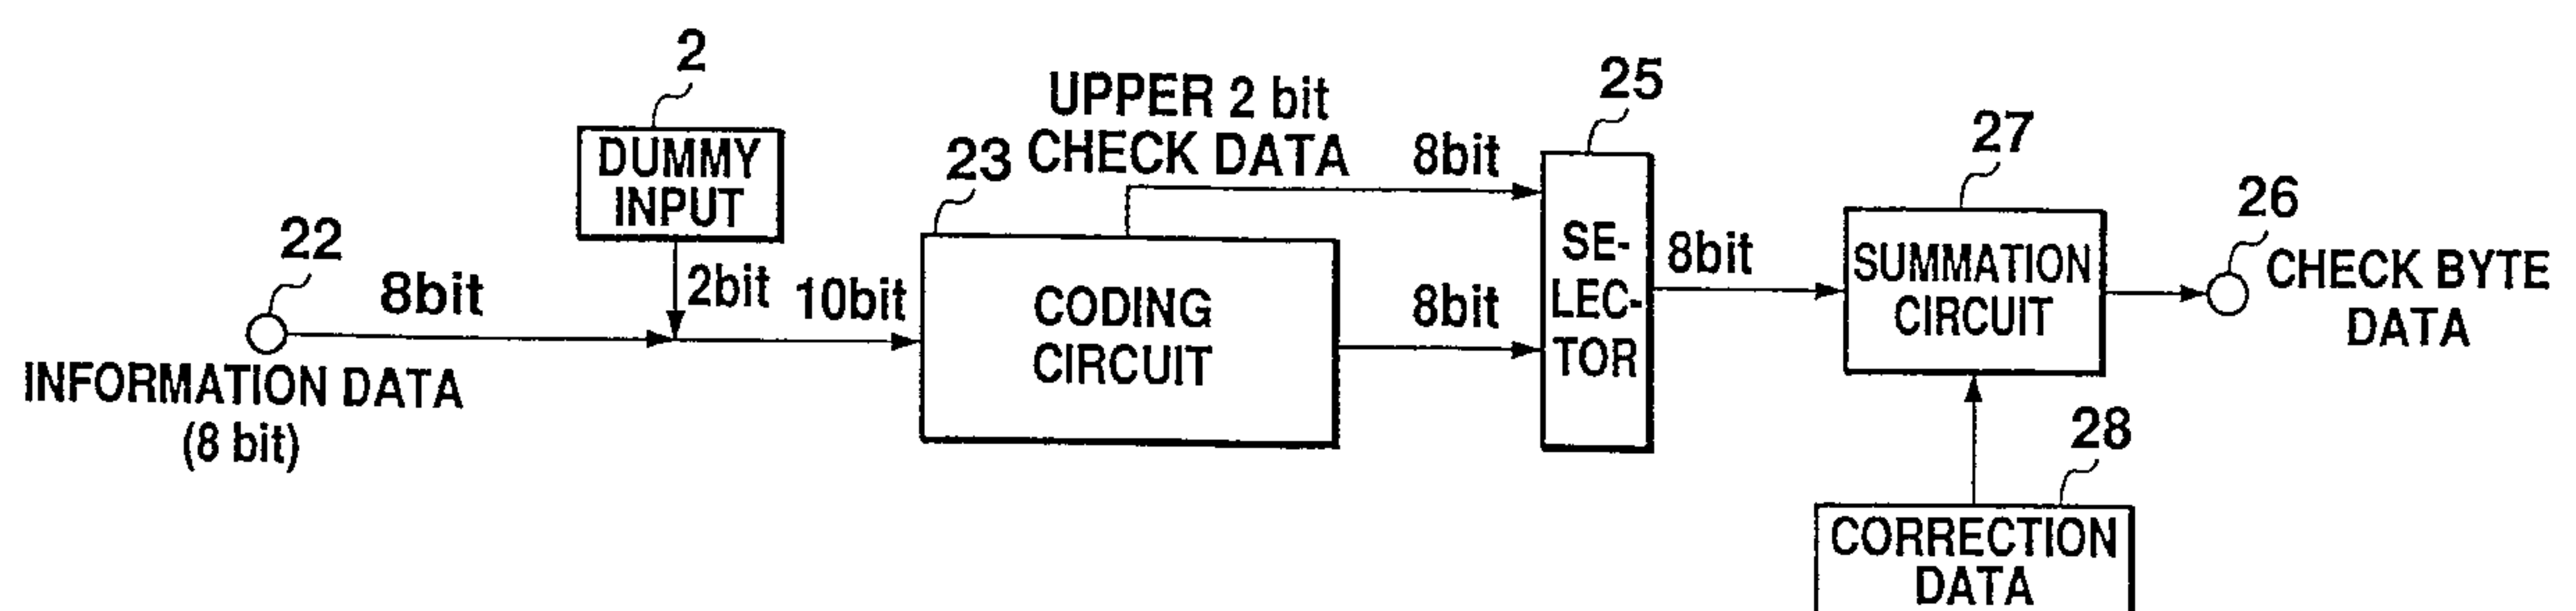 2
DUMMY
INPUT
22
8bit
INFORMATION DATA
(8 bit)
2bit
10bit
23
CODING
CIRCUIT
UPPER 2 bit
CHECK DATA
8bit
8bit
25
SE-
LEC-
TOR
8bit
27
SUMMATION
CIRCUIT
26
CHECK BYTE
DATA
28
CORRECTION
DATA